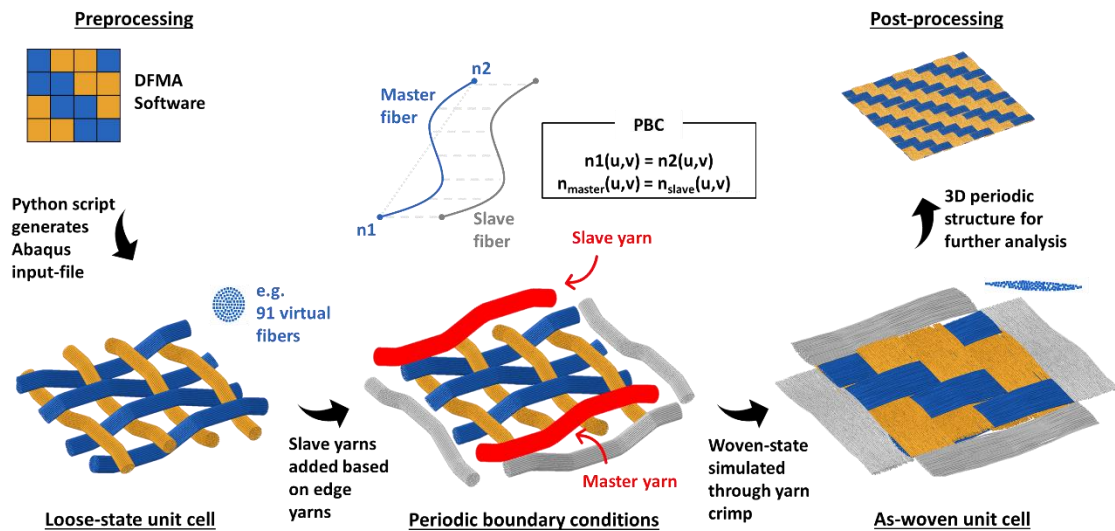 Preprocessing
DFMA
Software
Python script
generates
Abaqus
input-file
e.g.
91 virtual
fibers
Loose-state unit cell
Slave yarns
added based
on edge
yarns
n2
Master
fiber
n1
Slave
fiber
PBC
n1(u,v) = n2(u,v)
nmaster(u,v) = nslave(u,v)
Slave yarn
Master yarn
Periodic boundary conditions
Woven-state
simulated
through yarn
crimp
Post-processing
3D periodic
structure for
further analysis
As-woven unit cell